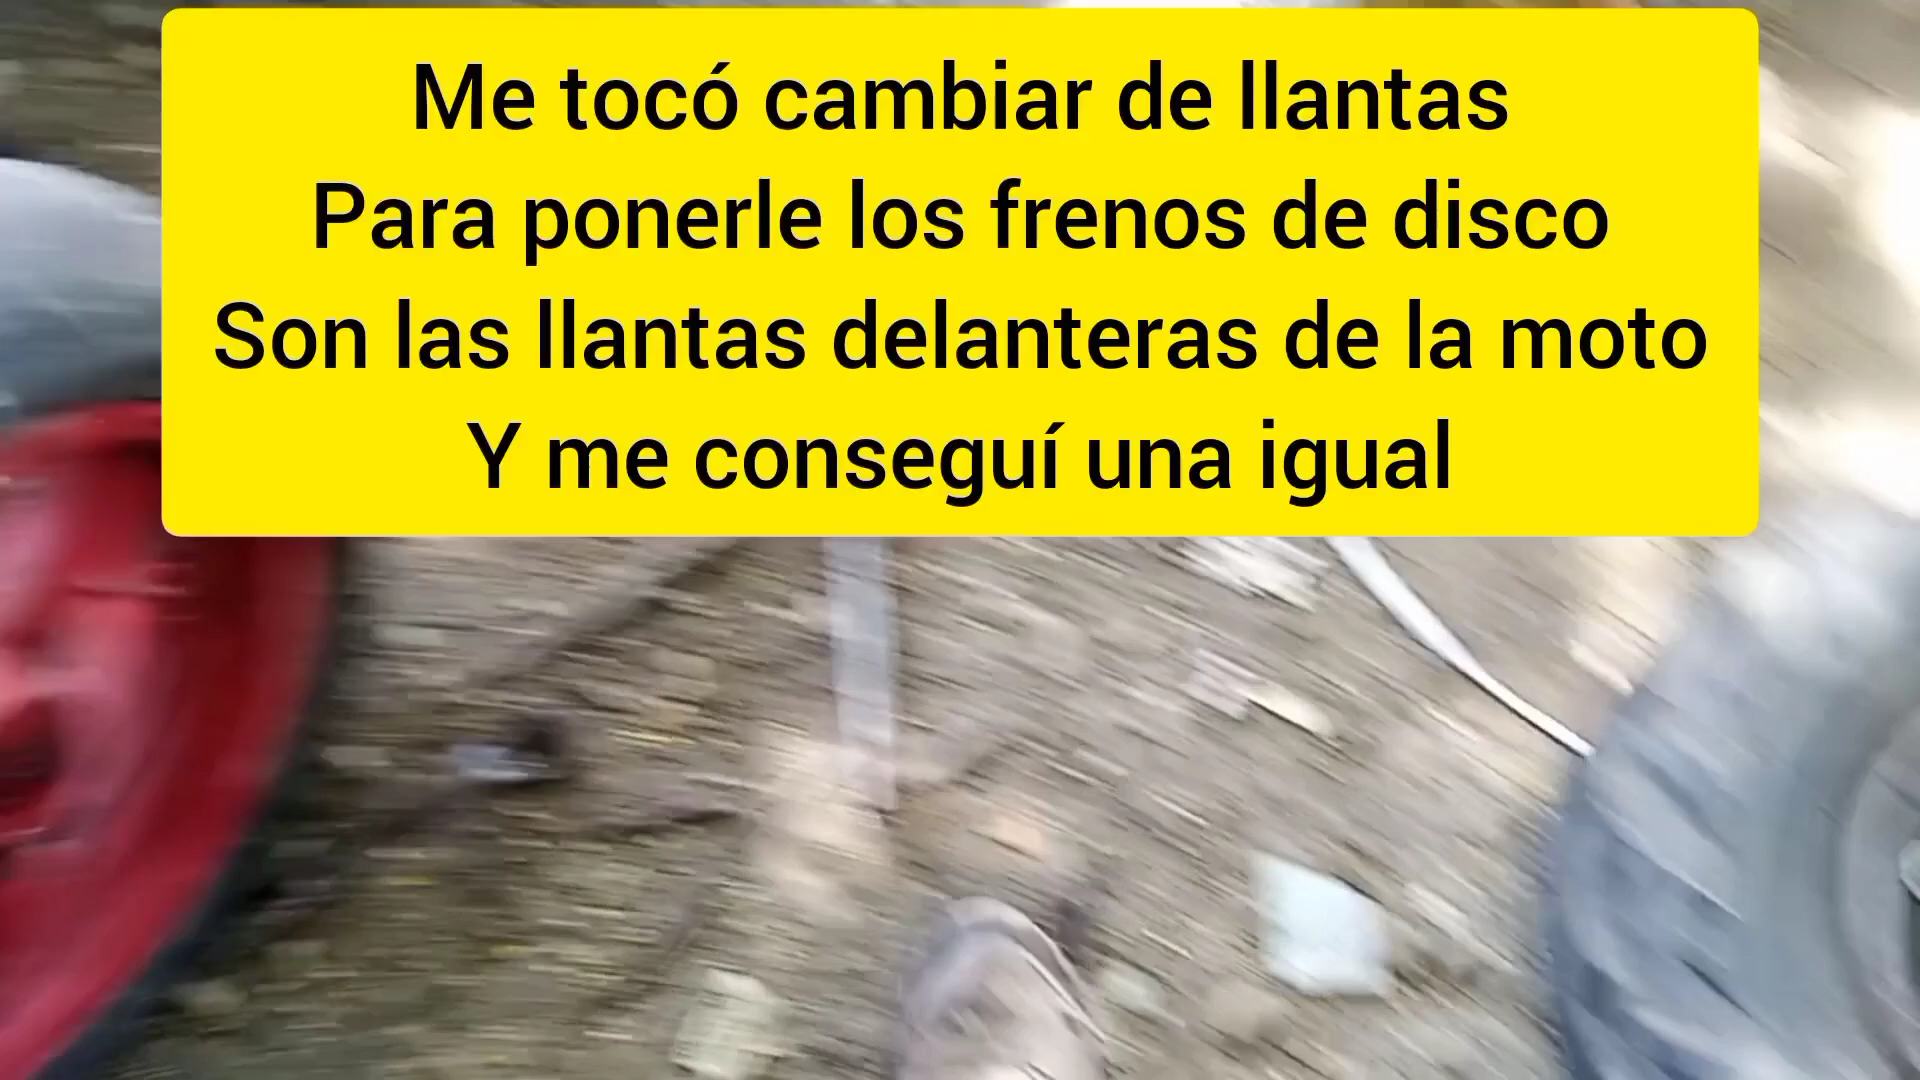 Me tocó cambiar de llantas
Para ponerle los frenos de disco
Son las llantas delanteras de la moto
Y me conseguí una igual